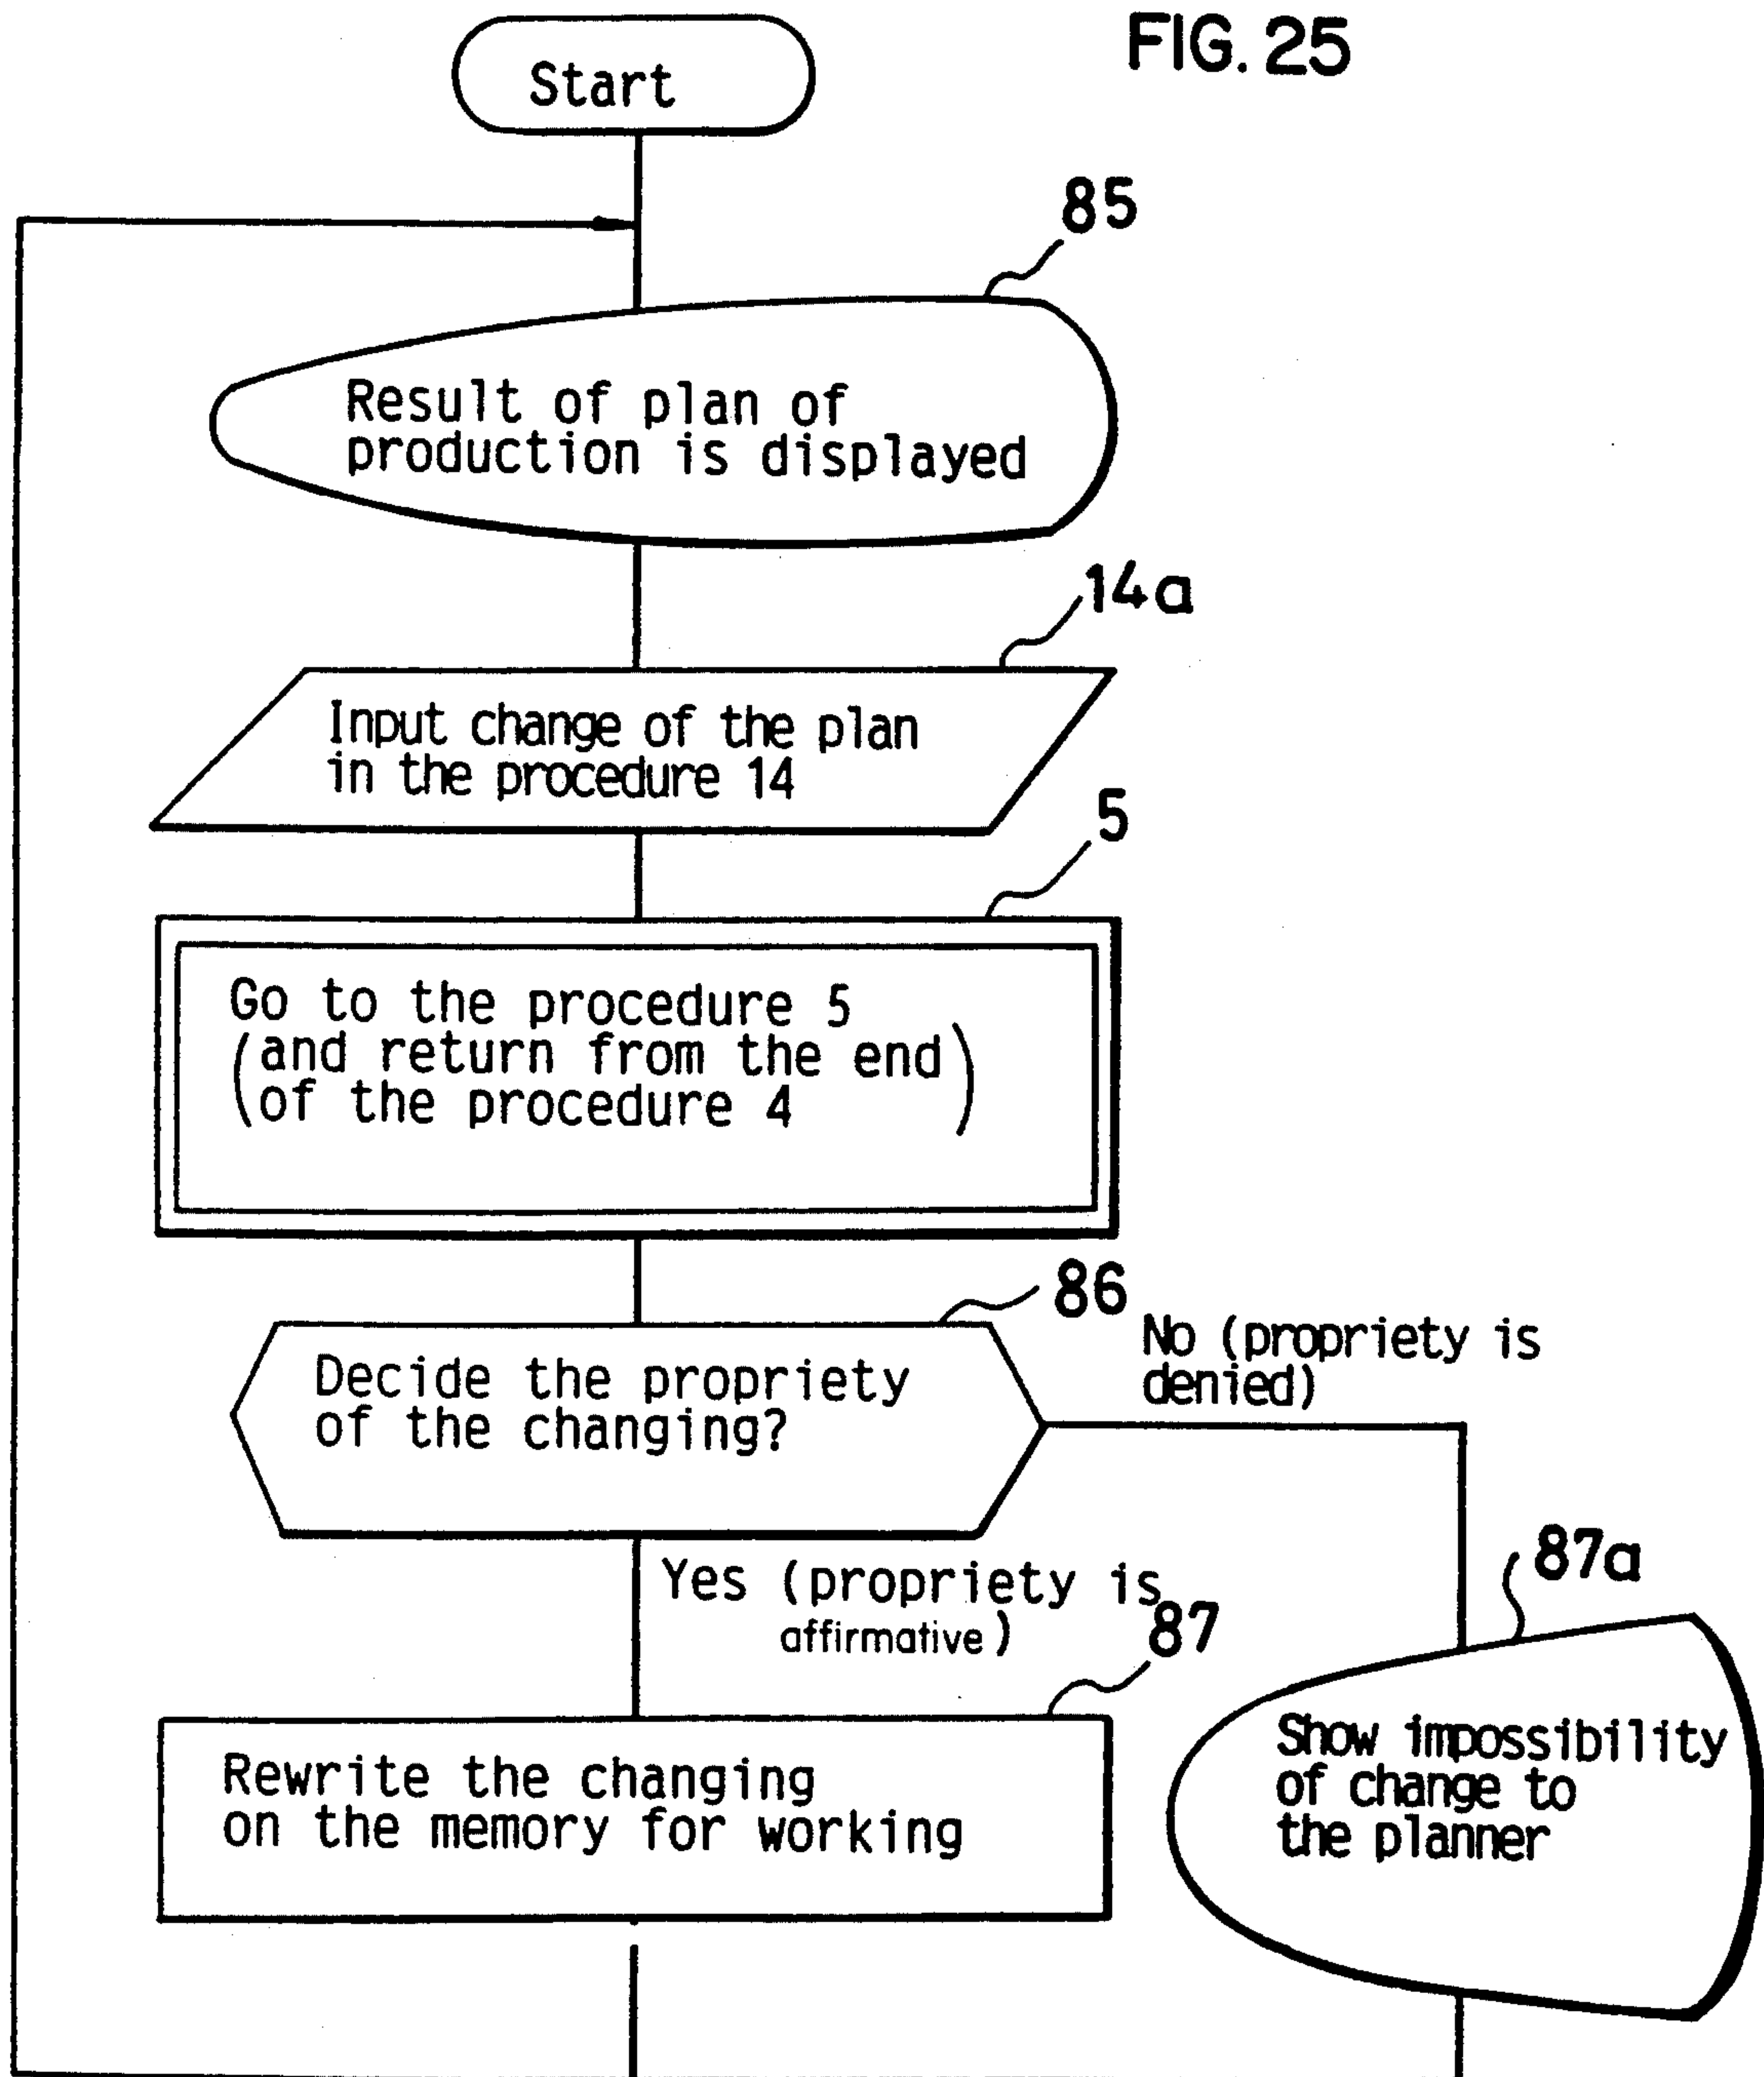 FIG. 25
Start
85
Result of plan of
production is displayed
14a
Input change of the plan
in the procedure 14
5
Go to the procedure 5
(and return from the end)
(of the procedure 4
86
No (propriety is
denied)
Decide the propriety
of the changing?
Yes (propriety is
affirmative)
87
87a
Rewrite the changing
on the memory for working
Show impossibility
of change to
the planner